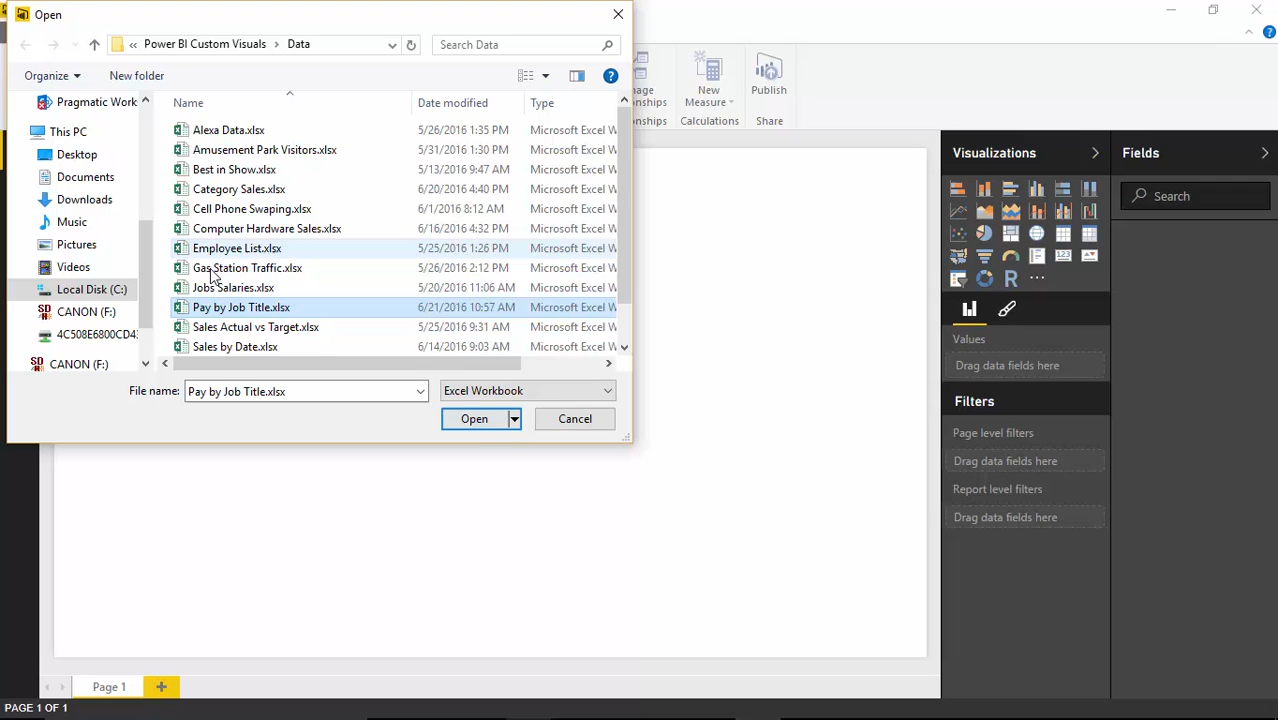 Open
Power BI Custom Visuals
Data
Search Data
Organize
New folder
Name
Date modified
Type
Pragmatic Work
This PC
Desktop
Documents
Downloads
Music
Pictures
Videos
Local Disk (C:)
CANON (F:)
4C508E6800CD43
CANON (F:)
Alexa Data.xlsx 5/26/2016 1:35 PM Microsoft Excel W
Amusement Park Visitors.xlsx 5/31/2016 1:30 PM Microsoft Excel W
Best in Show.xlsx 5/13/2016 9:47 AM Microsoft Excel W
Category Sales.xlsx 6/20/2016 4:40 PM Microsoft Excel W
Cell Phone Swaping.xlsx 6/1/2016 8:12 AM Microsoft Excel W
Computer Hardware Sales.xlsx 6/16/2016 4:32 PM Microsoft Excel W
Employee List.xlsx 5/25/2016 1:26 PM Microsoft Excel W
Gas Station Traffic.xlsx 5/26/2016 2:12 PM Microsoft Excel W
Jobs Salaries.xlsx 5/20/2016 11:06 AM Microsoft Excel W
Pay by Job Title.xlsx 6/21/2016 10:57 AM Microsoft Excel W
Sales Actual vs Target.xlsx 5/25/2016 9:31 AM Microsoft Excel W
Sales by Date.xlsx 6/14/2016 9:03 AM Microsoft Excel W
File name: Pay by Job Title.xlsx
Excel Workbook
Open
Cancel
nage
onships
onships
New
Measure
Calculations
Publish
Share
Visualizations
R
Values
Drag data fields here
Filters
Page level filters
Drag data fields here
Report level filters
Drag data fields here
Fields
Search
Page 1
PAGE 1 OF 1